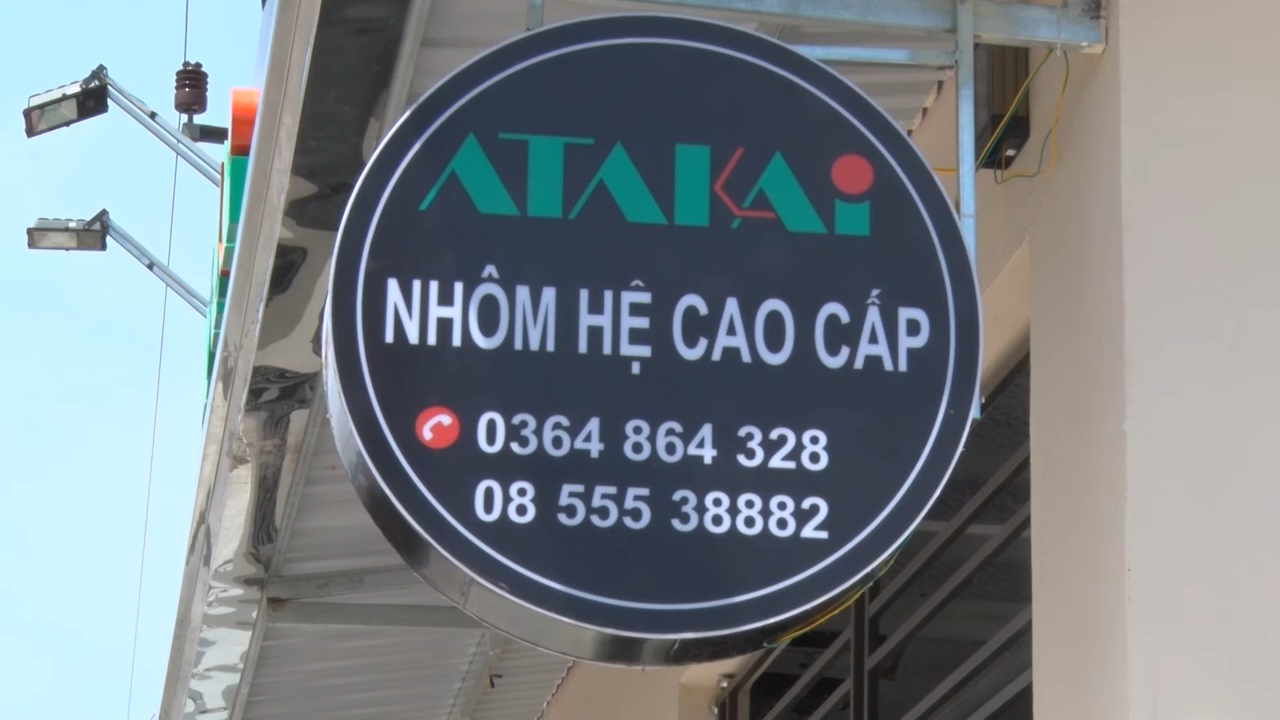 ATAKAi
NHÔM HỆ CAO CẤP
0364 864 328
08 555 38882